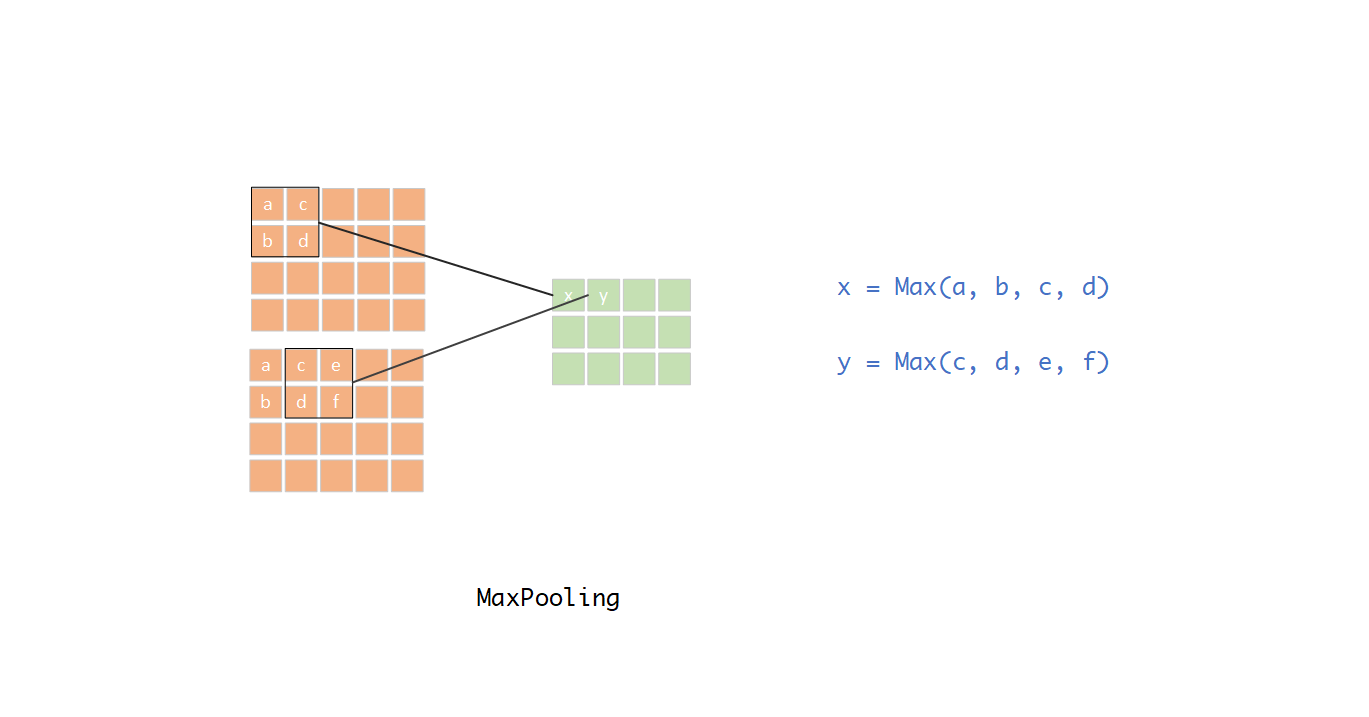 a c
b d
a c e
b d f
x y
x = Max(a, b, c, d)
y = Max(c, d, e, f)
MaxPooling